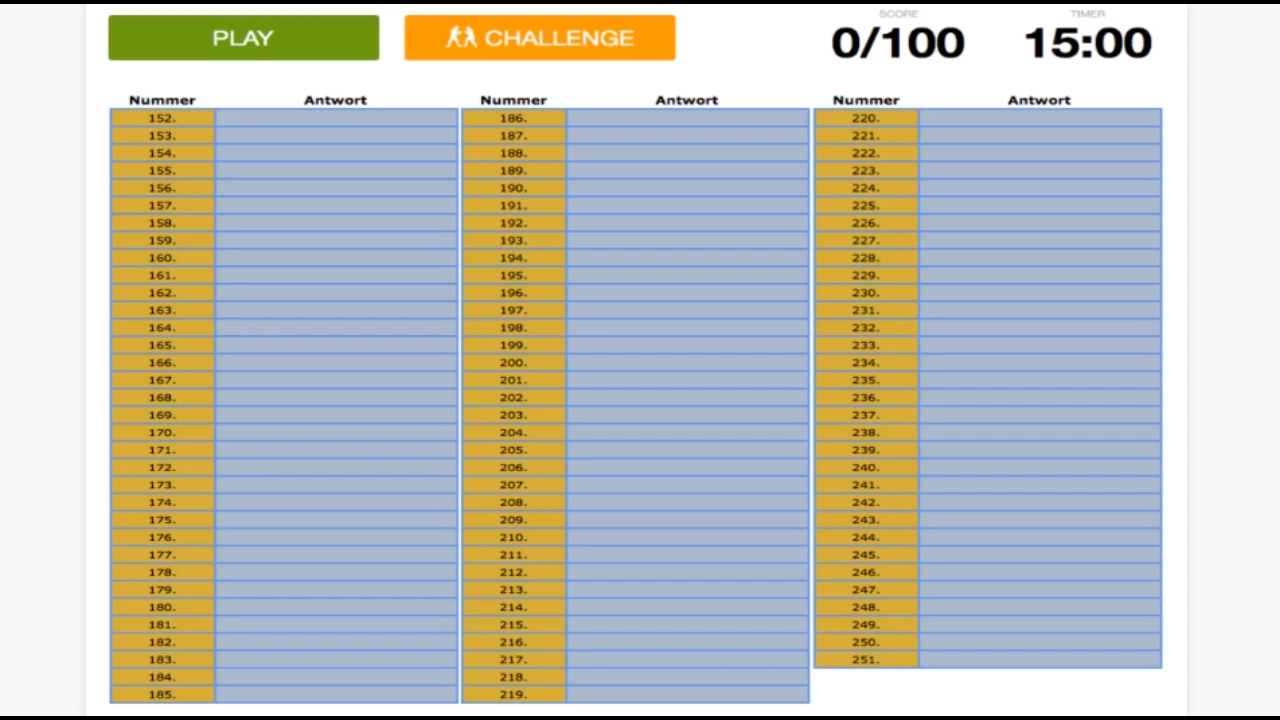 PLAY
CHALLENGE
SCORE
0/100
TIMER
15:00
Nummer Antwort Nummer Antwort Nummer Antwort
152. 186. 220.
153. 187. 221.
154. 188. 222.
155. 189. 223.
156. 190. 224.
157. 191. 225.
158. 192. 226.
159. 193. 227.
160. 194. 228.
161. 195. 229.
162. 196. 230.
163. 197. 231.
164. 198. 232.
165. 199. 233.
166. 200. 234.
167. 201. 235.
168. 202. 236.
169. 203. 237.
170. 204. 238.
171. 205. 239.
172. 206. 240.
173. 207. 241.
174. 208. 242.
175. 209. 243.
176. 210. 244.
177. 211. 245.
178. 212. 246.
179. 213. 247.
180. 214. 248.
181. 215. 249.
182. 216. 250.
183. 217. 251.
184. 218.
185. 219.